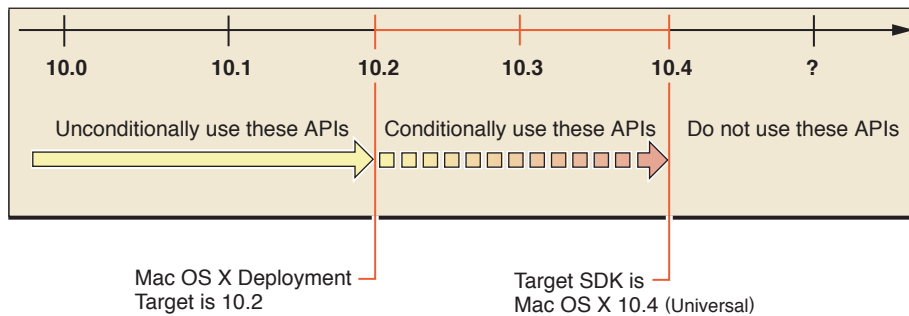 10.0 10.1 10.2 10.3 10.4 ?
Unconditionally use these APIs Conditionally use these APIs Do not use these APIs
Mac OS X Deployment
Target is 10.2
Target SDK is
Mac OS X 10.4 (Universal)